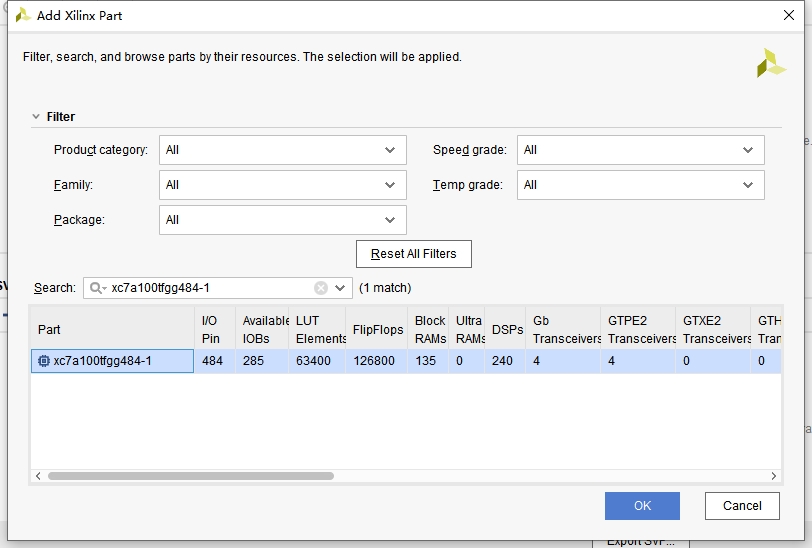 Add Xilinx Part
Filter, search, and browse parts by their resources. The selection will be applied.
Filter
Product category: All Speed grade: All
Family: All Temp grade: All
Package: All
Reset All Filters
Search: xc7a100tfgg484-1 (1 match)
Part I/O Pin Available IOBs LUT Elements FlipFlops Block RAMs Ultra RAMs DSPs Gb Transceivers GTPE2 Transceivers GTXE2 Transceivers GTH Tran
xc7a100tfgg484-1 484 285 63400 126800 135 0 240 4 4 0 0
OK Cancel
Export SVF...